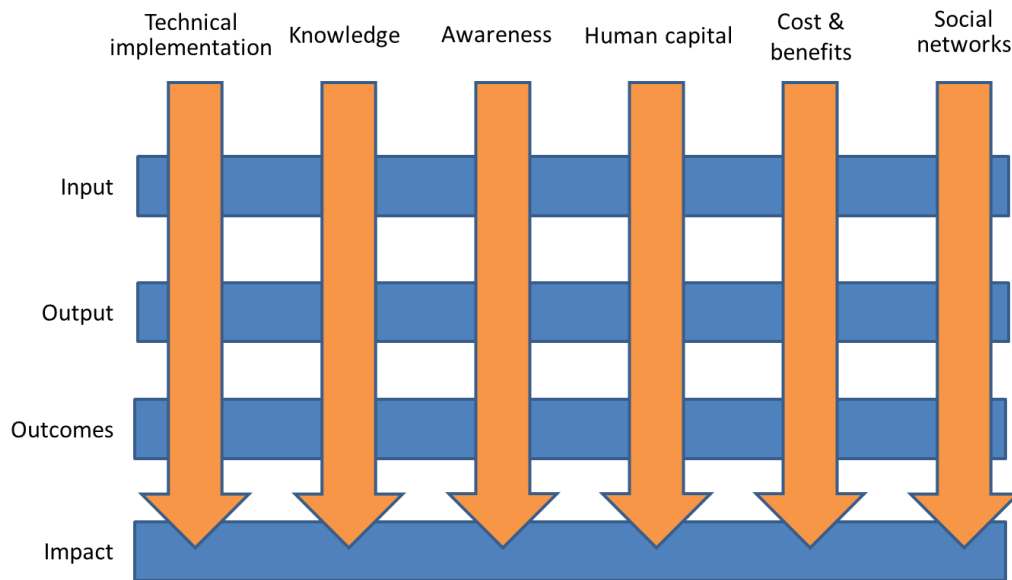 Technical
implementation
Knowledge
Awareness
Human capital
Cost &
benefits
Social
networks
Input
Output
Outcomes
Impact